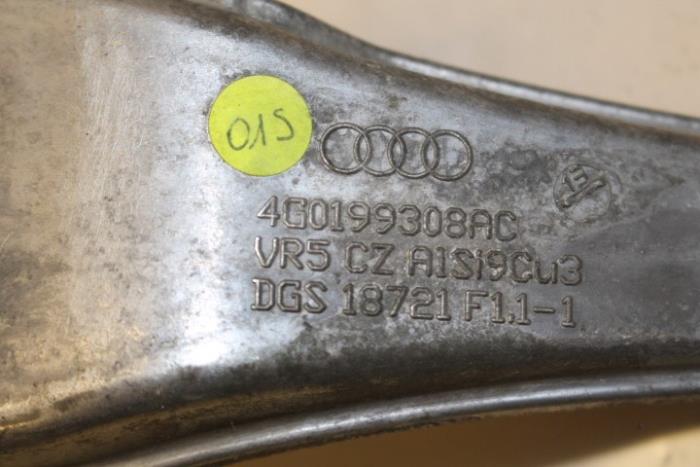 015
4G0199308AC
VR5 CZ AlSi9Cu3
DGS 18721 F1.1-1